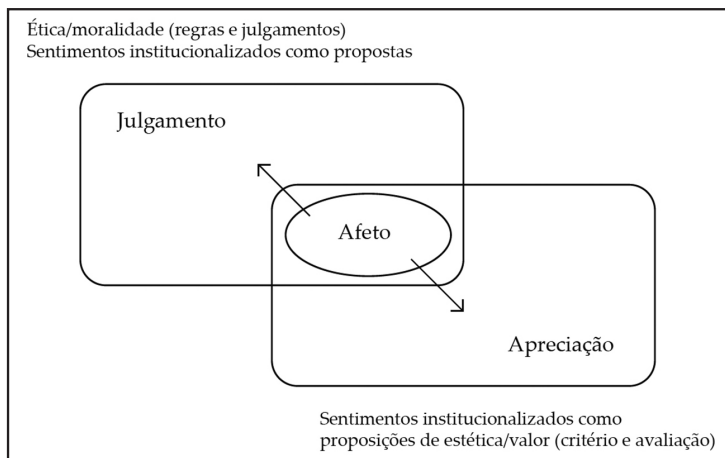 Ética/moralidade (regras e julgamentos)
Sentimentos institucionalizados como propostas
Julgamento
Afeto
Apreciação
Sentimentos institucionalizados como
proposições de estética/valor (critério e avaliação)